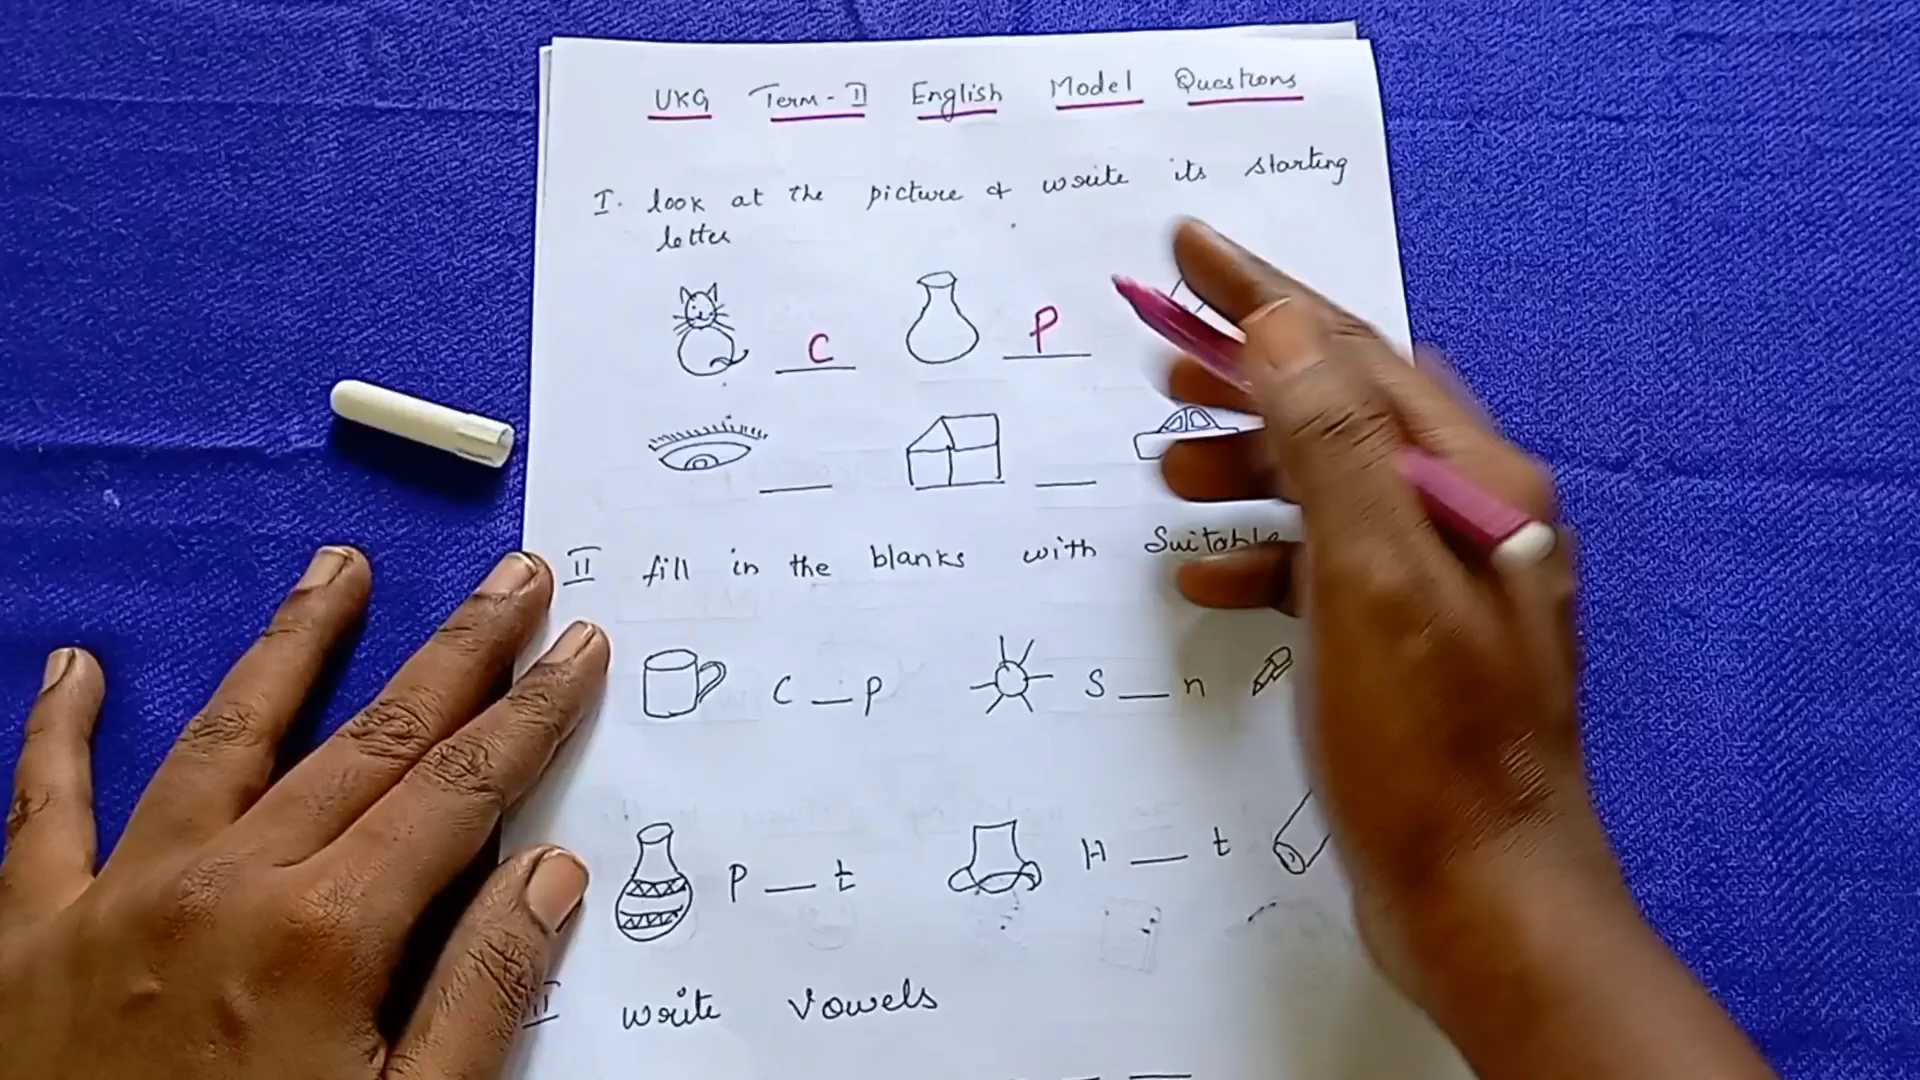 UKG Term-II English Model Questions
I. look at the picture & write its starting
letter
C P
II fill in the blanks with Suitable
C _ p S _ n
P _ t H _ t
write vowels